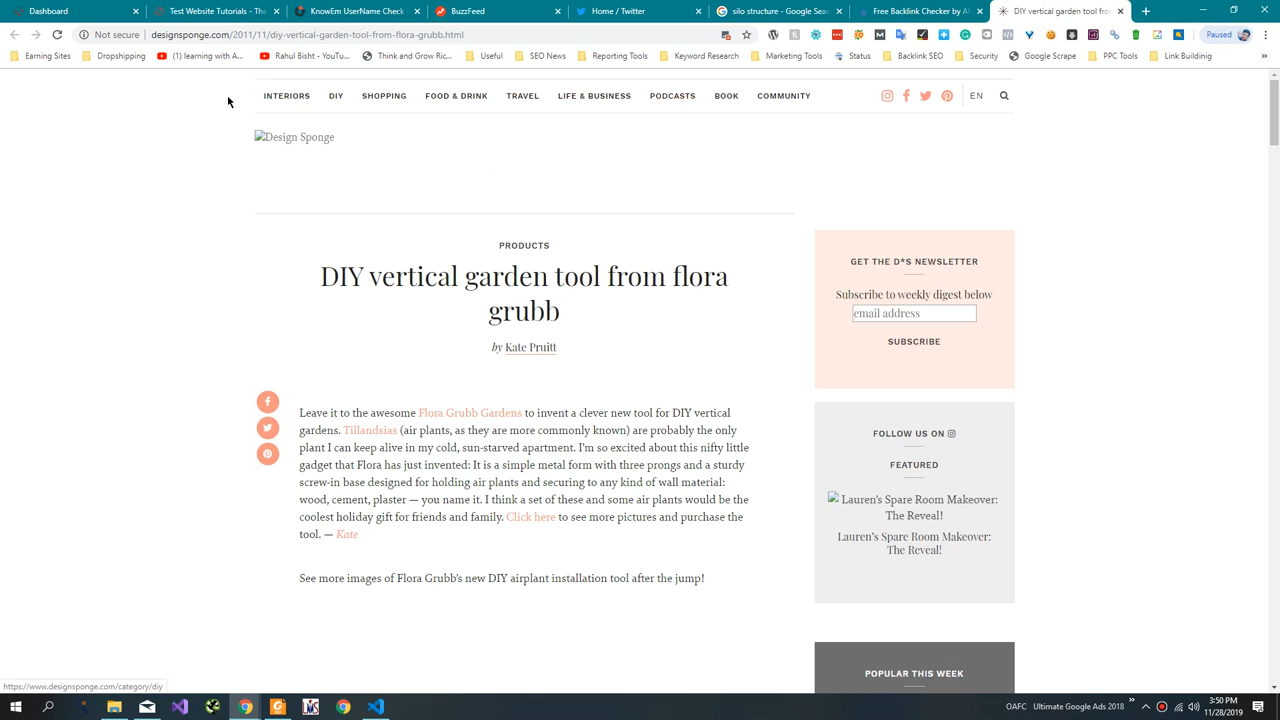 Dashboard
Test Website Tutorials - The
KnowEm UserName Check
BuzzFeed
Home / Twitter
silo structure - Google Search
Free Backlink Checker by Ah
DIY vertical garden tool from fl
Not secure
designsponge.com/2011/11/diy-vertical-garden-tool-from-flora-grubb.html
Paused
Earning Sites
Dropshipping
(1) learning with A...
Rahul Bisht - YouTu...
Think and Grow Ric...
Useful
SEO News
Reporting Tools
Keyword Research
Marketing Tools
Status
Backlink SEO
Security
Google Scrape
PPC Tools
Link Buildinig
INTERIORS DIY SHOPPING FOOD & DRINK TRAVEL LIFE & BUSINESS PODCASTS BOOK COMMUNITY
EN
Design Sponge
PRODUCTS
DIY vertical garden tool from flora
grubb
by Kate Pruitt
Leave it to the awesome Flora Grubb Gardens to invent a clever new tool for DIY vertical
gardens. Tillandsias (air plants, as they are more commonly known) are probably the only
plant I can keep alive in my cold, sun-starved apartment. I'm so excited about this nifty little
gadget that Flora has just invented: It is a simple metal form with three prongs and a sturdy
screw-in base designed for holding air plants and securing to any kind of wall material:
wood, cement, plaster — you name it. I think a set of these and some air plants would be the
coolest holiday gift for friends and family. Click here to see more pictures and purchase the
tool. — Kate
See more images of Flora Grubb's new DIY airplant installation tool after the jump!
GET THE D*S NEWSLETTER
Subscribe to weekly digest below
email address
SUBSCRIBE
FOLLOW US ON
FEATURED
Lauren's Spare Room Makeover:
The Reveal!
Lauren's Spare Room Makeover:
The Reveal!
POPULAR THIS WEEK
https://www.designsponge.com/category/diy
OAFC
Ultimate Google Ads 2018
3:50 PM
11/28/2019